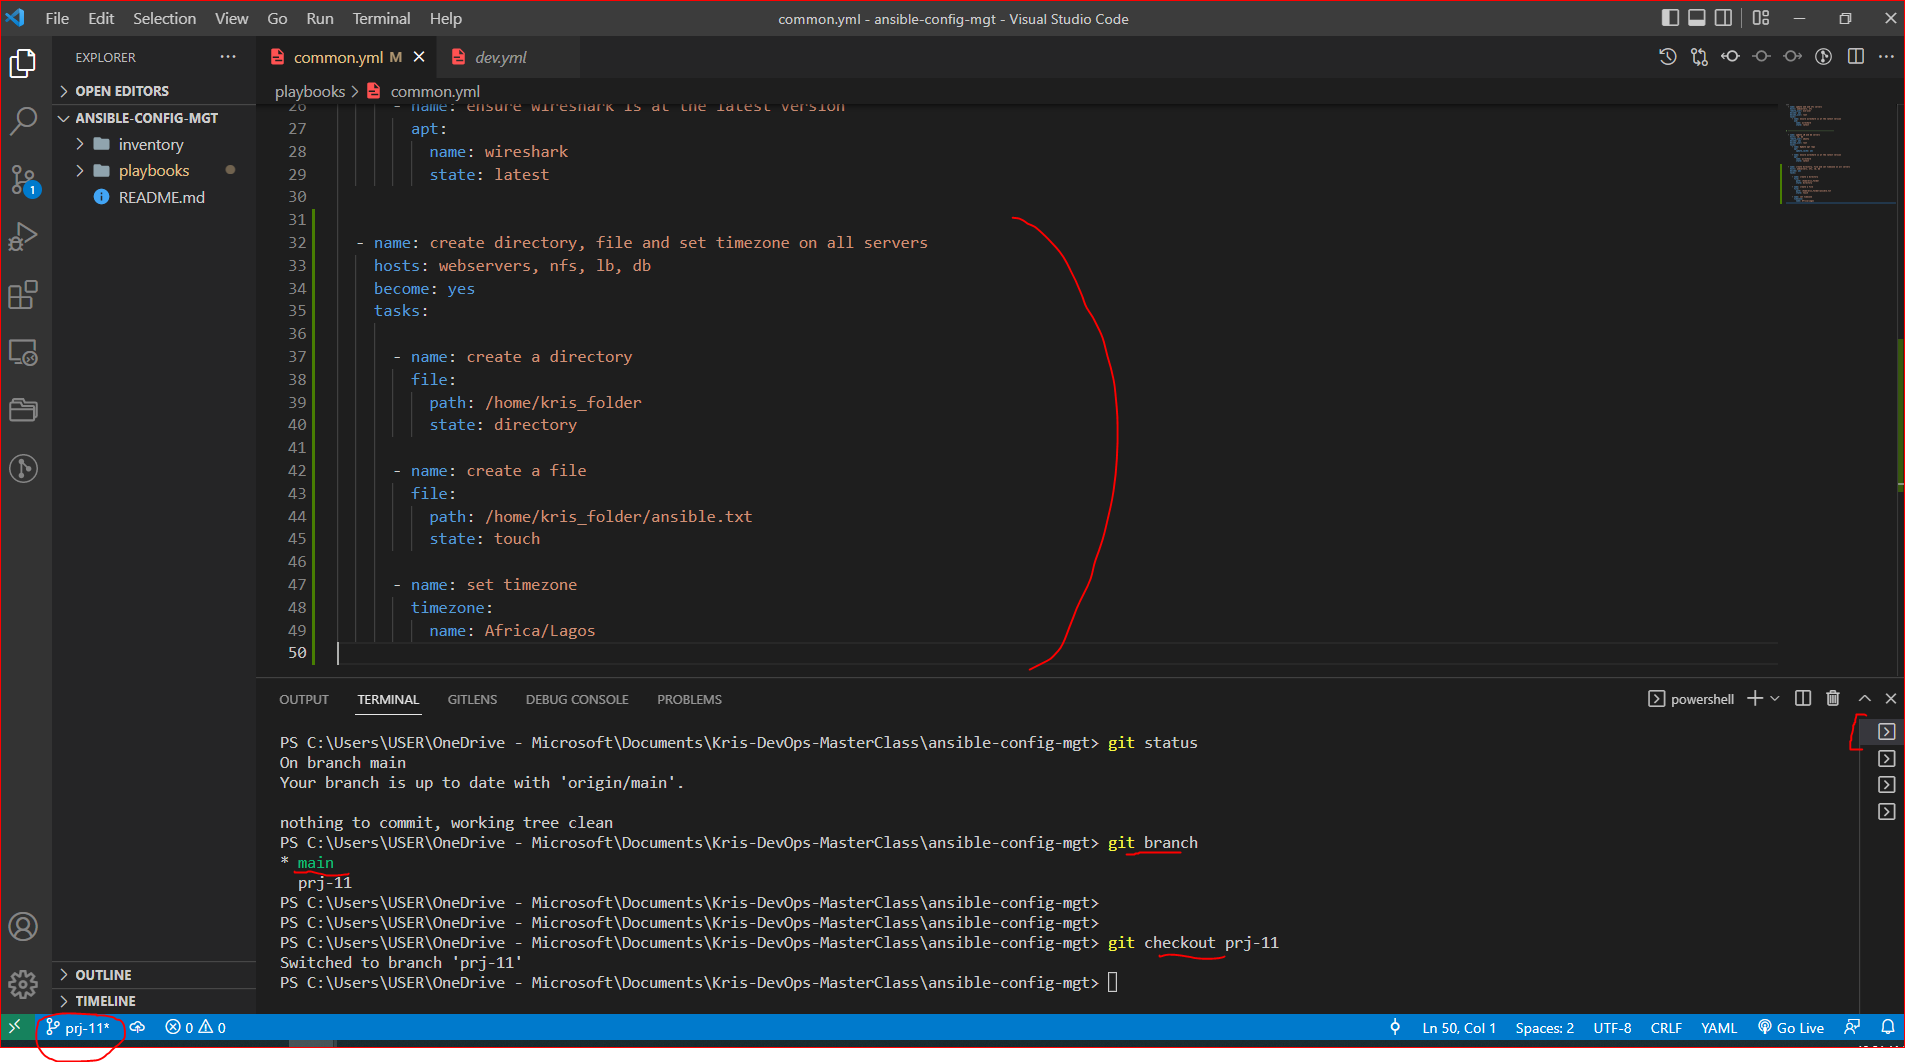 File Edit Selection View Go Run Terminal Help
common.yml - ansible-config-mgt - Visual Studio Code
EXPLORER
common.yml M
dev.yml
OPEN EDITORS
playbooks > common.yml
ANSIBLE-CONFIG-MGT
inventory
playbooks
README.md
1
26 - name: ensure wireshark is at the latest version
27 apt:
28 name: wireshark
29 state: latest
30
31
32 - name: create directory, file and set timezone on all servers
33 hosts: webservers, nfs, lb, db
34 become: yes
35 tasks:
36
37 - name: create a directory
38 file:
39 path: /home/kris_folder
40 state: directory
41
42 - name: create a file
43 file:
44 path: /home/kris_folder/ansible.txt
45 state: touch
46
47 - name: set timezone
48 timezone:
49 name: Africa/Lagos
50
OUTPUT TERMINAL GITLENS DEBUG CONSOLE PROBLEMS
powershell
PS C:\Users\USER\OneDrive - Microsoft\Documents\Kris-DevOps-MasterClass\ansible-config-mgt> git status
On branch main
Your branch is up to date with 'origin/main'.
nothing to commit, working tree clean
PS C:\Users\USER\OneDrive - Microsoft\Documents\Kris-DevOps-MasterClass\ansible-config-mgt> git branch
* main
prj-11
PS C:\Users\USER\OneDrive - Microsoft\Documents\Kris-DevOps-MasterClass\ansible-config-mgt>
PS C:\Users\USER\OneDrive - Microsoft\Documents\Kris-DevOps-MasterClass\ansible-config-mgt>
PS C:\Users\USER\OneDrive - Microsoft\Documents\Kris-DevOps-MasterClass\ansible-config-mgt> git checkout prj-11
Switched to branch 'prj-11'
PS C:\Users\USER\OneDrive - Microsoft\Documents\Kris-DevOps-MasterClass\ansible-config-mgt>
OUTLINE
TIMELINE
prj-11* 0 0
Ln 50, Col 1 Spaces: 2 UTF-8 CRLF YAML Go Live